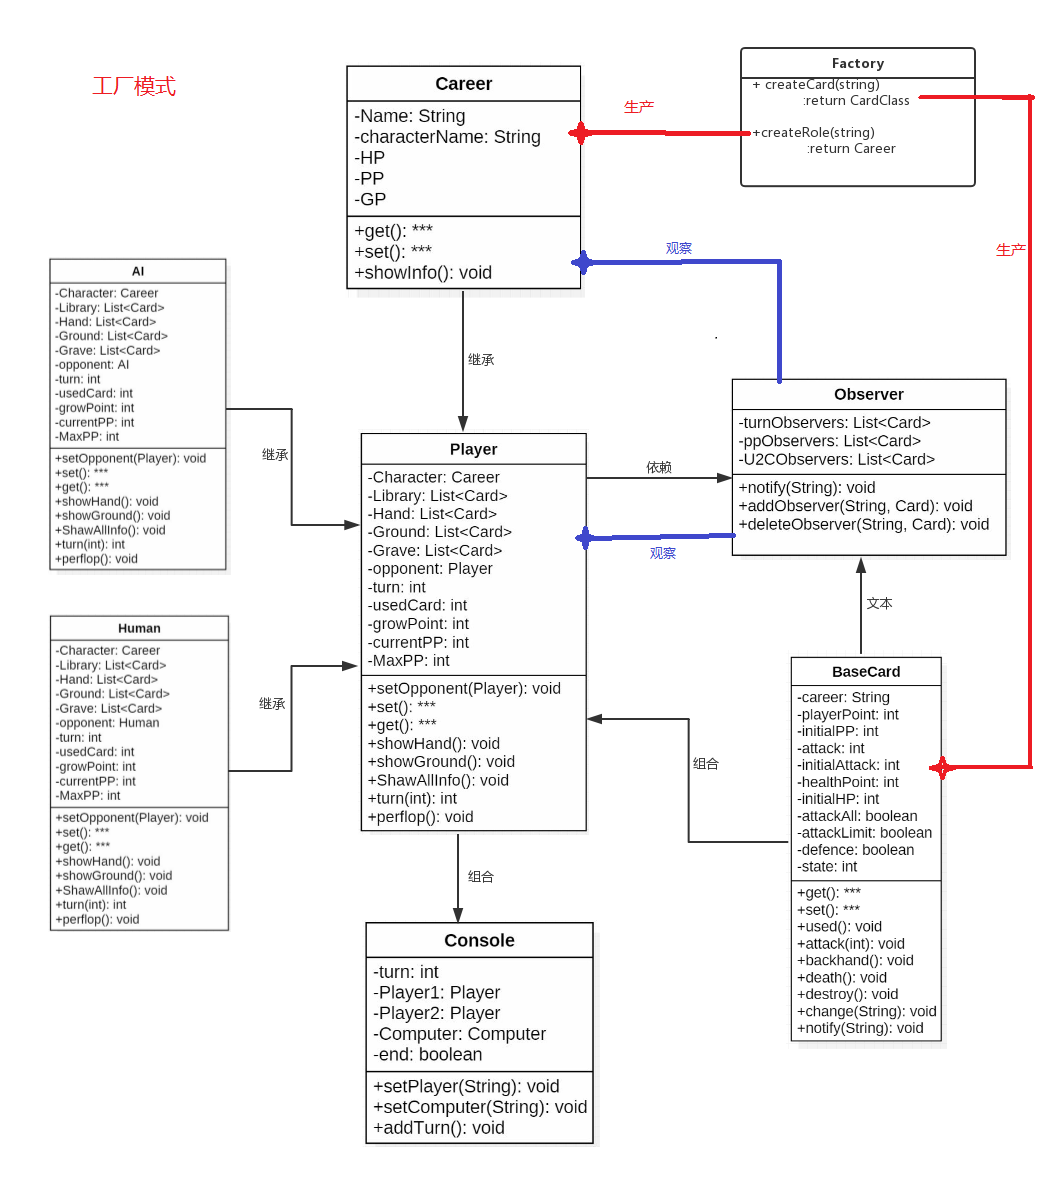 工厂模式
Career
-Name: String
-characterName: String
-HP
-PP
-GP
+get(): ***
+set(): ***
+showInfo(): void
生产
Factory
+ createCard(string)
:return CardClass
+createRole(string)
:return Career
生产
观察
继承
AI
-Character: Career
-Library: List<Card>
-Hand: List<Card>
-Ground: List<Card>
-Grave: List<Card>
-opponent: AI
-turn: int
-usedCard: int
-growPoint: int
-currentPP: int
-MaxPP: int
+setOpponent(Player): void
+set(): ***
+get(): ***
+showHand(): void
+showGround(): void
+ShawAllInfo(): void
+turn(int): int
+perflop(): void
继承
Player
-Character: Career
-Library: List<Card>
-Hand: List<Card>
-Ground: List<Card>
-Grave: List<Card>
-opponent: Player
-turn: int
-usedCard: int
-growPoint: int
-currentPP: int
-MaxPP: int
+setOpponent(Player): void
+set(): ***
+get(): ***
+showHand(): void
+showGround(): void
+ShawAllInfo(): void
+turn(int): int
+perflop(): void
依赖
观察
Observer
-turnObservers: List<Card>
-ppObservers: List<Card>
-U2CObservers: List<Card>
+notify(String): void
+addObserver(String, Card): void
+deleteObserver(String, Card): void
文本
Human
-Character: Career
-Library: List<Card>
-Hand: List<Card>
-Ground: List<Card>
-Grave: List<Card>
-opponent: Human
-turn: int
-usedCard: int
-growPoint: int
-currentPP: int
-MaxPP: int
+setOpponent(Player): void
+set(): ***
+get(): ***
+showHand(): void
+showGround(): void
+ShawAllInfo(): void
+turn(int): int
+perflop(): void
继承
组合
BaseCard
-career: String
-playerPoint: int
-initialPP: int
-attack: int
-initialAttack: int
-healthPoint: int
-initialHP: int
-attackAll: boolean
-attackLimit: boolean
-defence: boolean
-state: int
+get(): ***
+set(): ***
+used(): void
+attack(int): void
+backhand(): void
+death(): void
+destroy(): void
+change(String): void
+notify(String): void
组合
Console
-turn: int
-Player1: Player
-Player2: Player
-Computer: Computer
-end: boolean
+setPlayer(String): void
+setComputer(String): void
+addTurn(): void